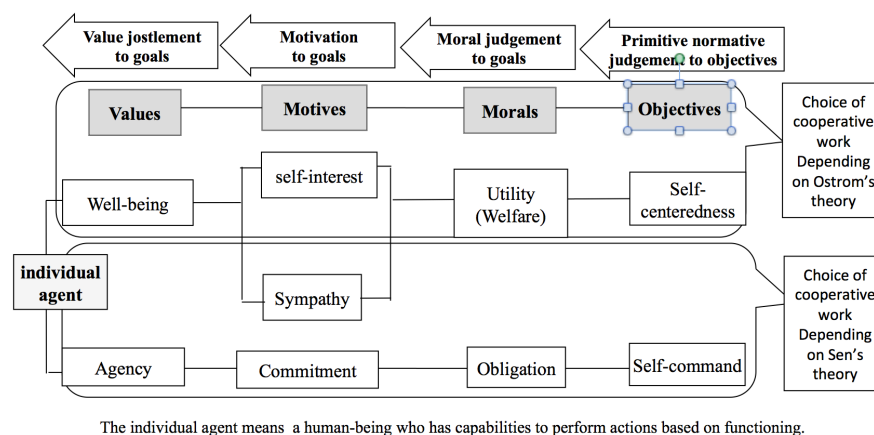 Value jostlement
to goals
Motivation
to goals
Moral judgement
to goals
Primitive normative
judgement to objectives
Values
Motives
Morals
Objectives
Choice of
cooperative
work
Depending
on Ostrom's
theory
self-interest
Well-being
Utility
(Welfare)
Self-
centeredness
individual
agent
Sympathy
Choice of
cooperative
work
Depending
on Sen's
theory
Agency
Commitment
Obligation
Self-command
The individual agent means a human-being who has capabilities to perform actions based on functioning.